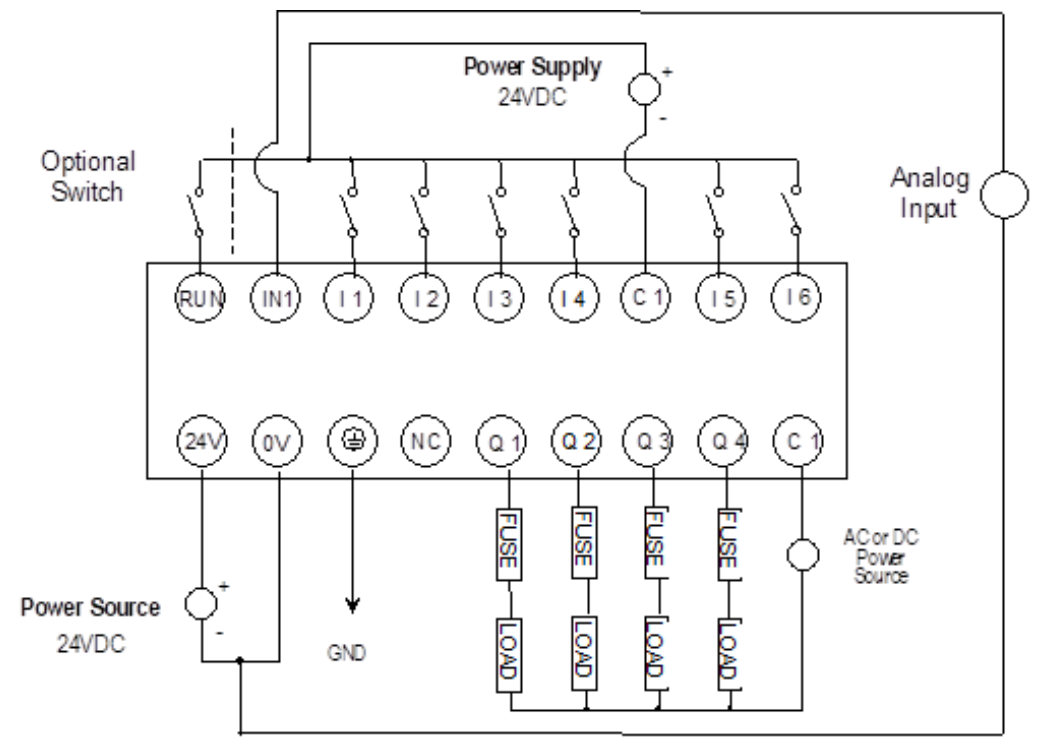 Power Supply
24VDC
+
-
Optional
Switch
Analog
Input
RUN
IN1
I 1
I 2
I 3
I 4
C 1
I 5
I 6
24V
0V
NC
Q 1
Q 2
Q 3
Q 4
C 1
FUSE
FUSE
FUSE
FUSE
AC or DC
Power
Source
Power Source
24VDC
+
-
GND
LOAD
LOAD
LOAD
LOAD